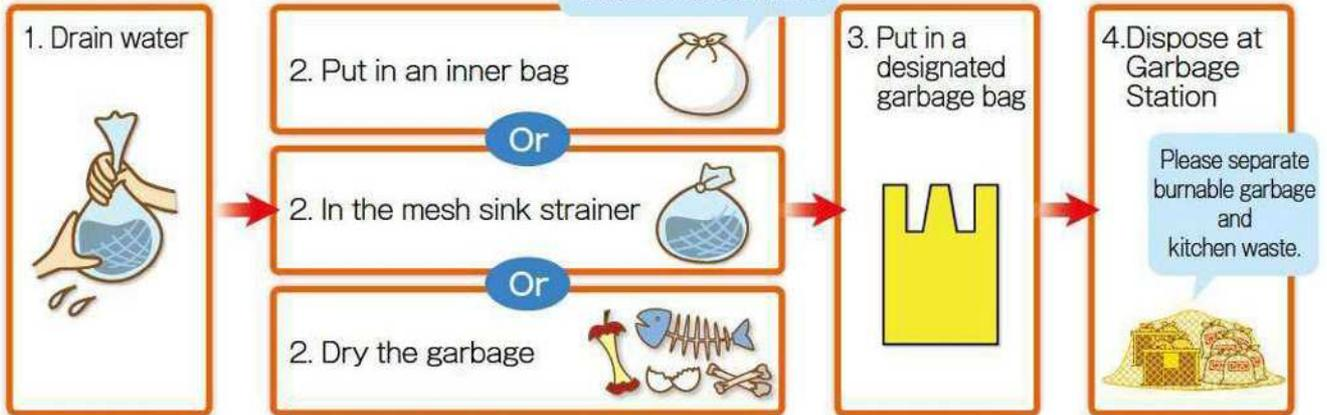 1. Drain water
2. Put in an inner bag
Or
2. In the mesh sink strainer
Or
2. Dry the garbage
3. Put in a
designated
garbage bag
4.Dispose at
Garbage
Station
Please separate
burnable garbage
and
kitchen waste.